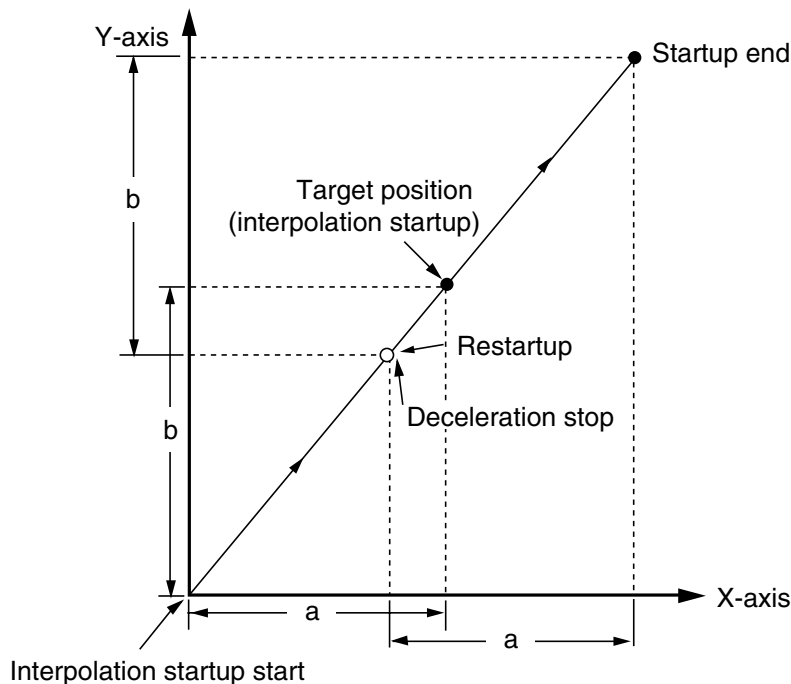 Y-axis
Startup end
b
Target position
(interpolation startup)
Restartup
Deceleration stop
b
X-axis
a
a
Interpolation startup start